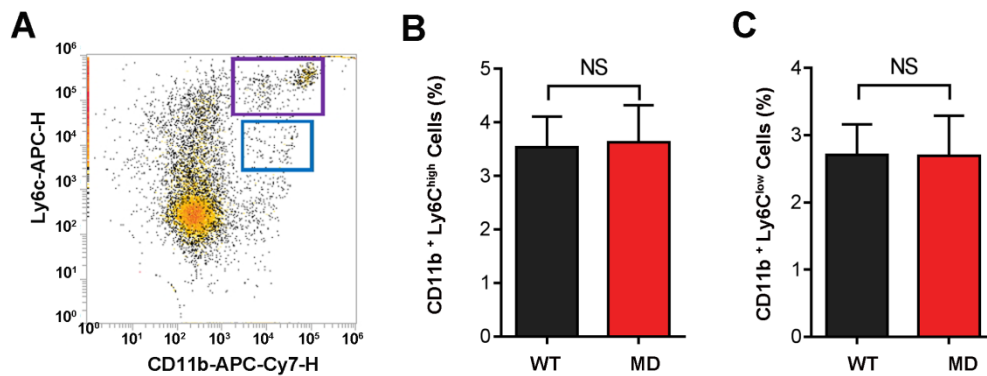 A
Ly6c-APC-H
10⁶
10⁵
10⁴
10³
10²
10¹
10⁰
10⁰ 10¹ 10² 10³ 10⁴ 10⁵ 10⁶
CD11b-APC-Cy7-H
B
CD11b⁺ Ly6Cʰⁱᵍʰ Cells (%)
NS
5
4
3
2
1
0
WT MD
C
CD11b⁺ Ly6Cˡᵒʷ Cells (%)
NS
4
3
2
1
0
WT MD